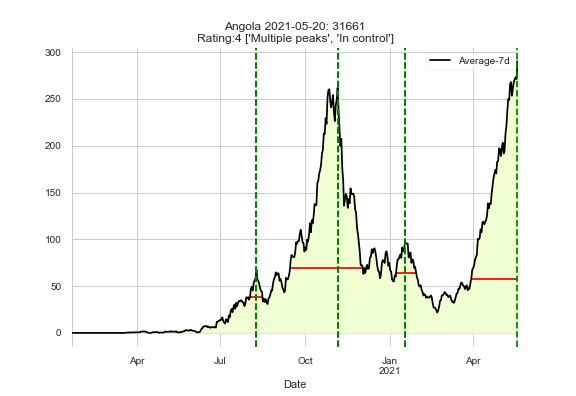 Angola 2021-05-20: 31661
Rating:4 ['Multiple peaks', 'In control']
Average-7d
300
250
200
150
100
50
0
Apr
Jul
Oct
Jan
2021
Apr
Date